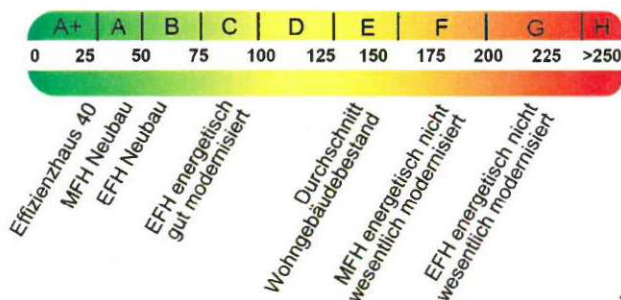 A+ A B C D E F G H
0 25 50 75 100 125 150 175 200 225 >250
Effizienzhaus 40
MFH Neubau
EFH Neubau
EFH energetisch
gut modernisiert
Durchschnitt
Wohngebäudebestand
MFH energetisch nicht
wesentlich modernisiert
EFH energetisch nicht
wesentlich modernisiert